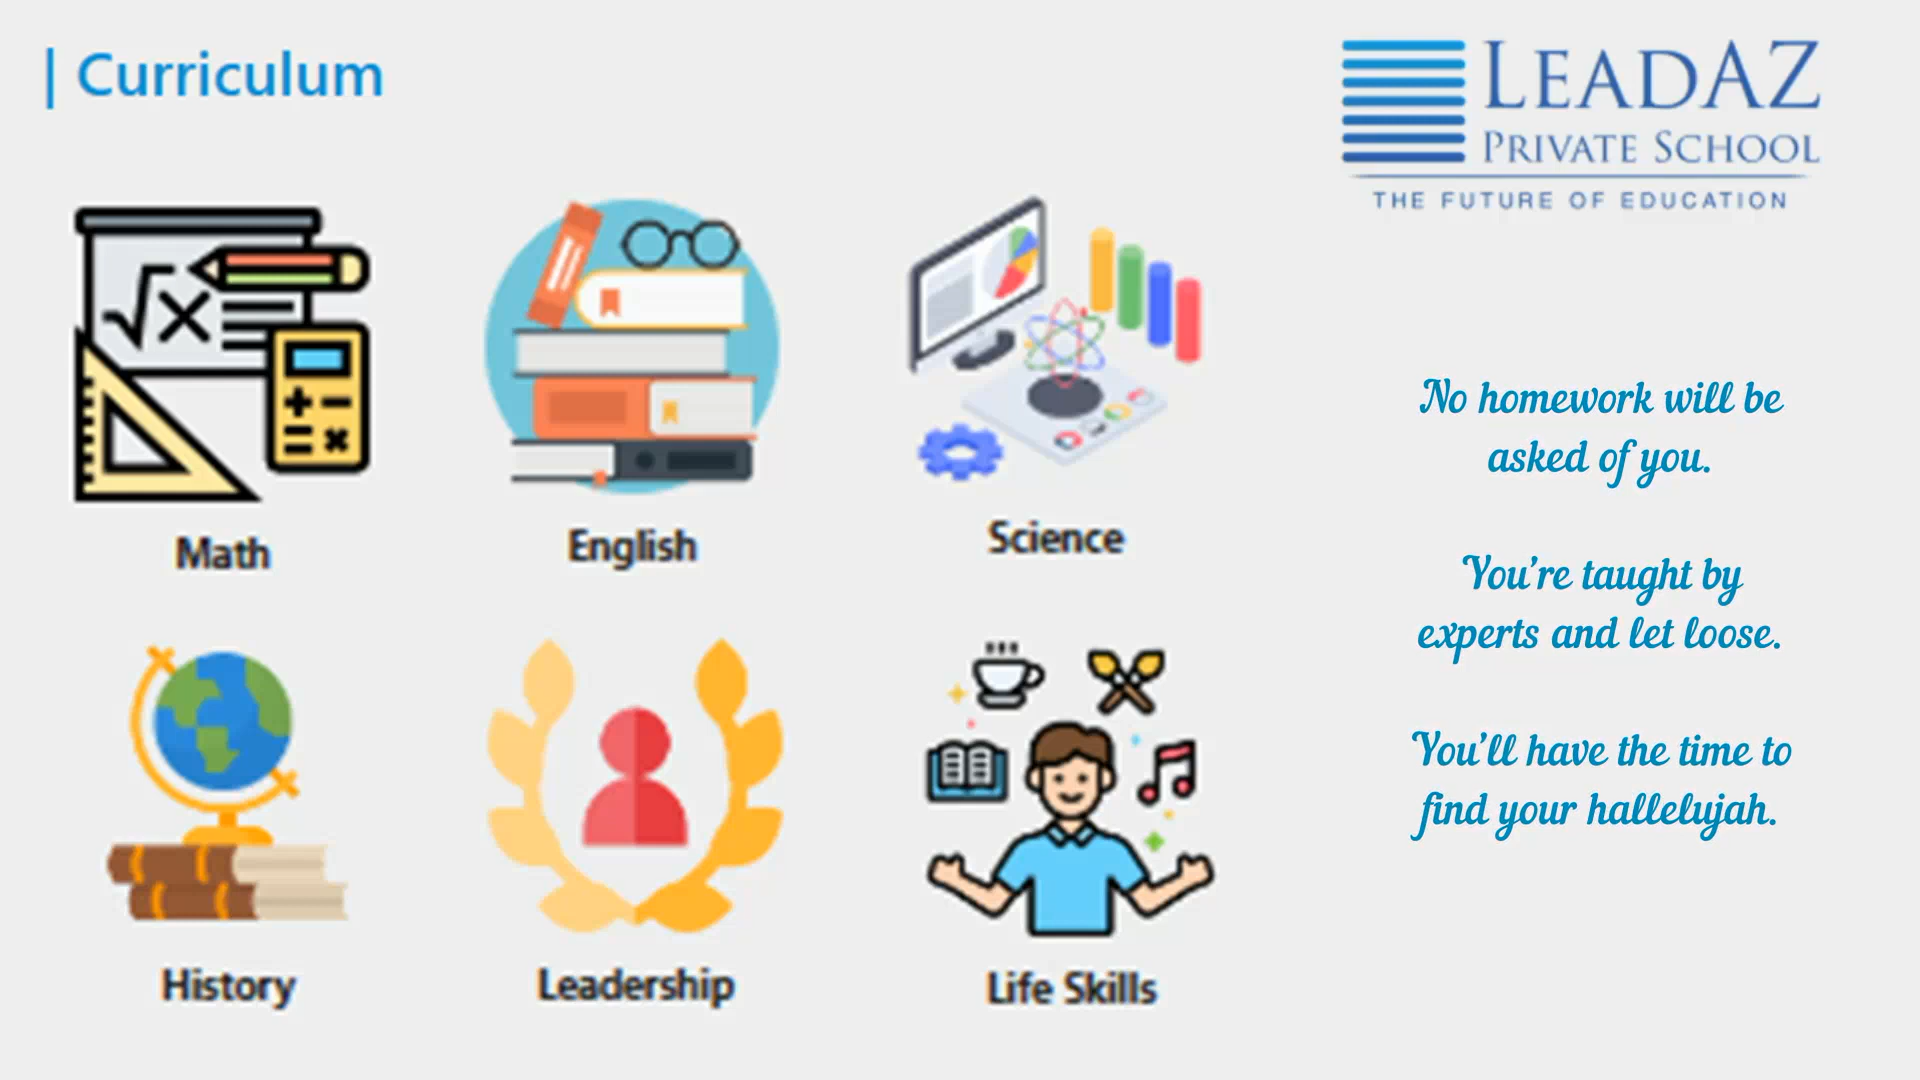 | Curriculum
LEADAZ
PRIVATE SCHOOL
THE FUTURE OF EDUCATION
Math
English
Science
History
Leadership
Life Skills
No homework will be
asked of you.
You're taught by
experts and let loose.
You'll have the time to
find your hallelujah.